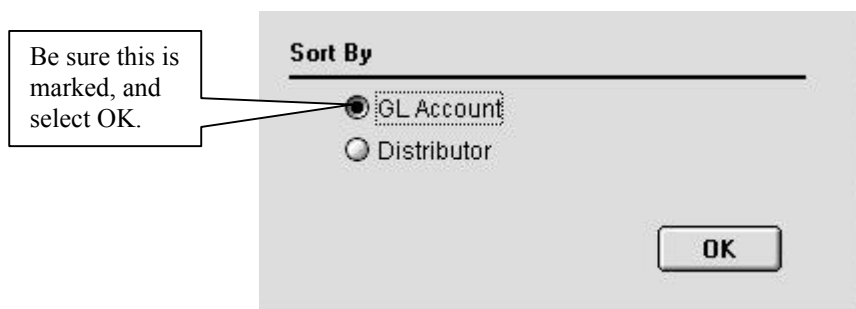 Be sure this is
marked, and
select OK.
Sort By
GL Account
Distributor
OK